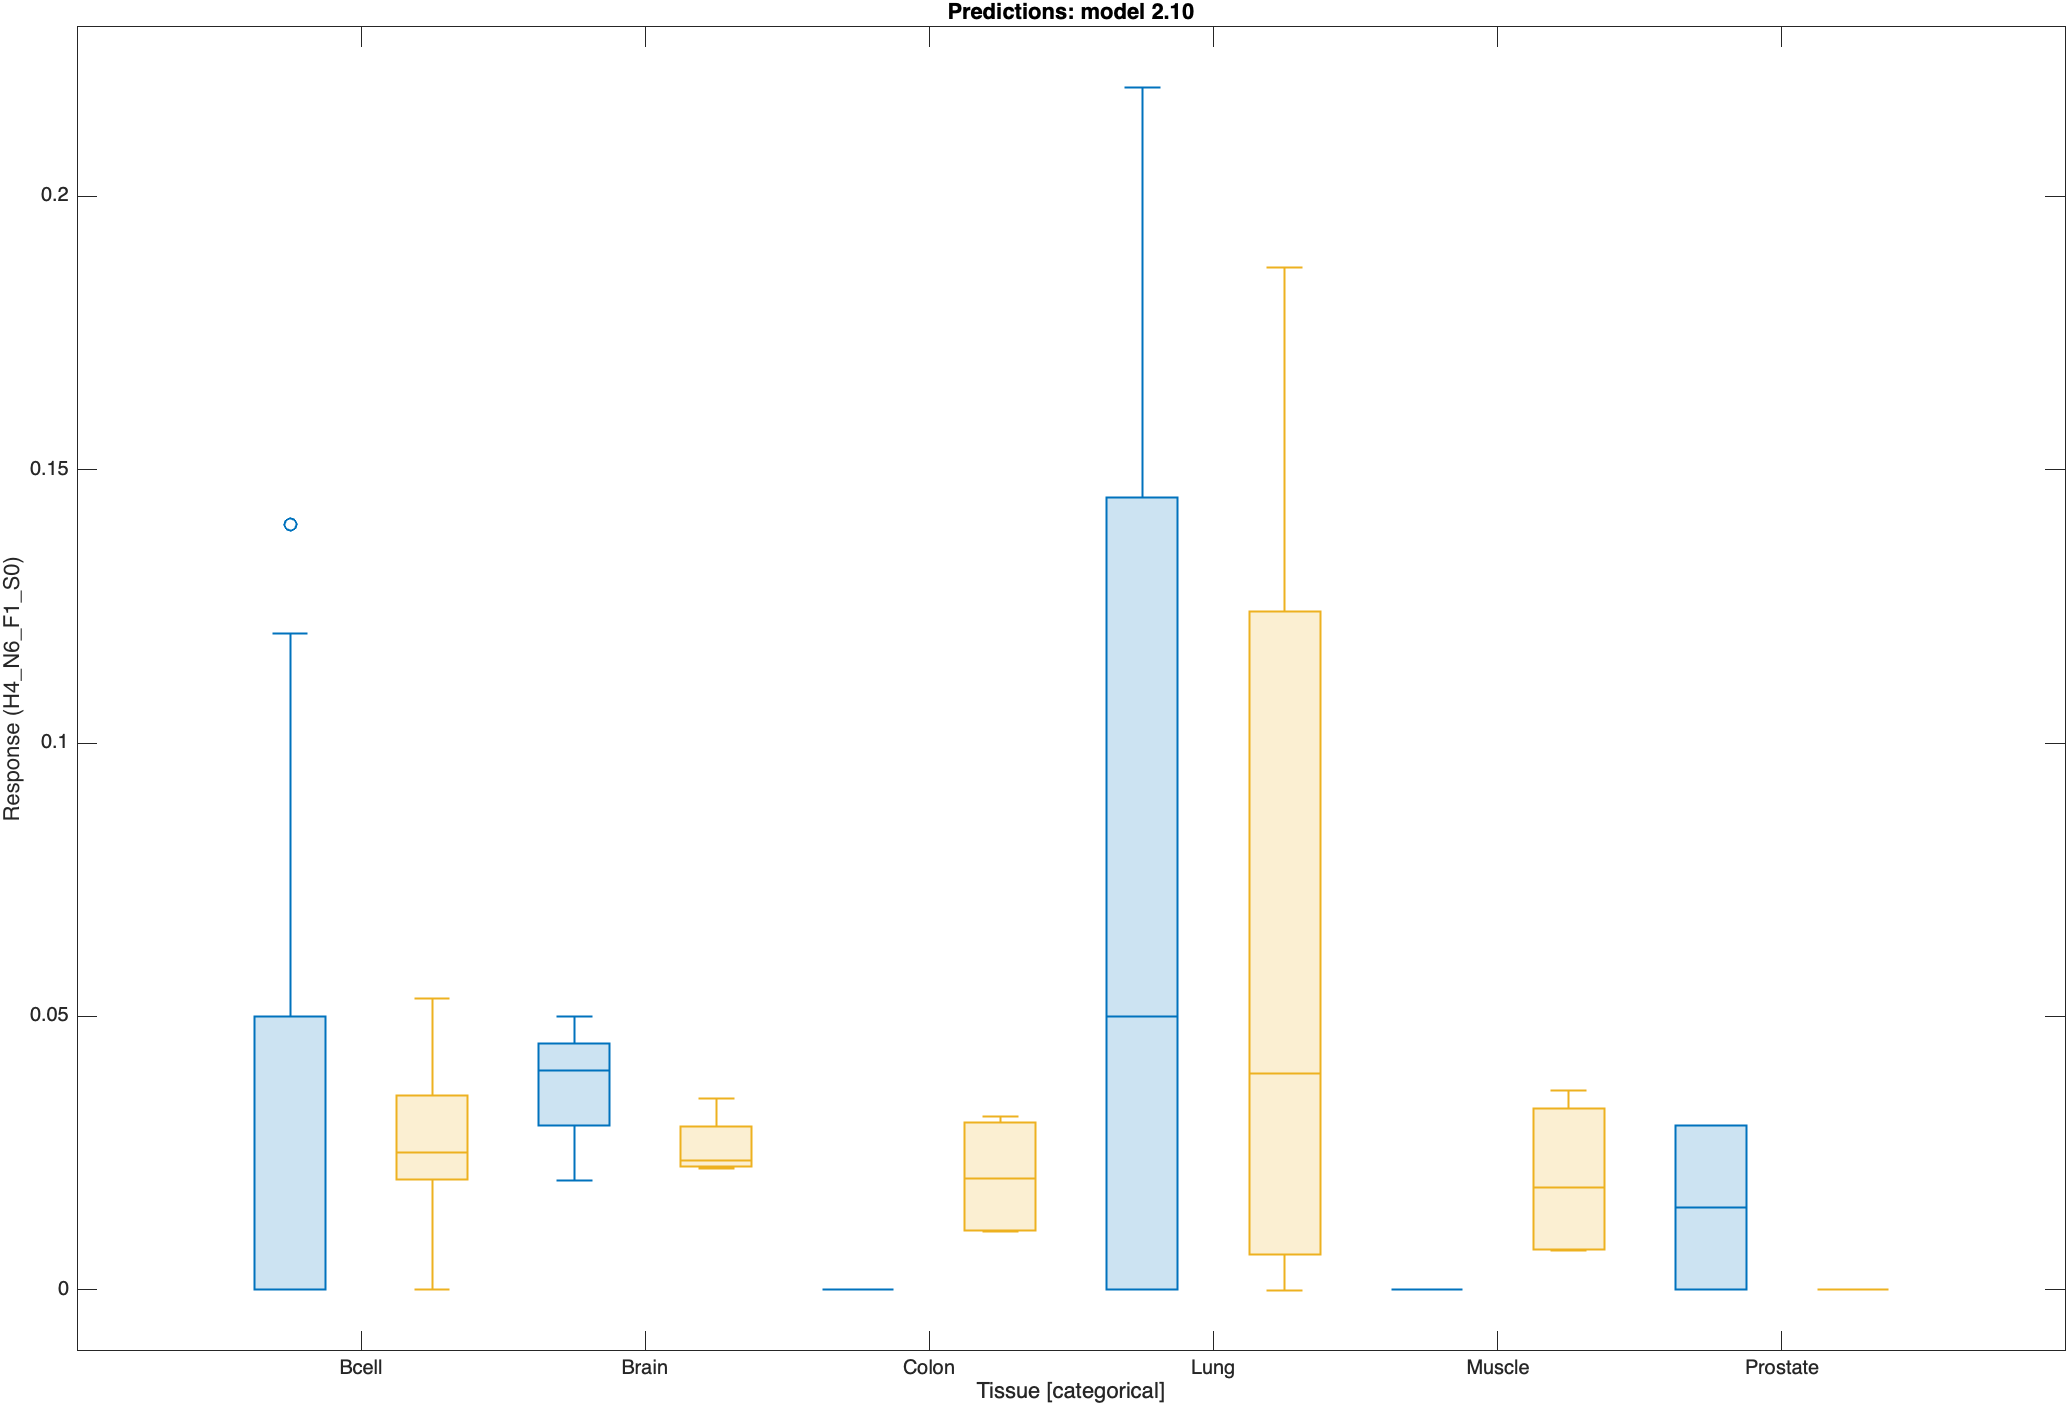 Predictions: model 2.10
Response (H4_N6_F1_S0)
0.2
0.15
0.1
0.05
0
Bcell Brain Colon Lung Muscle Prostate
Tissue [categorical]